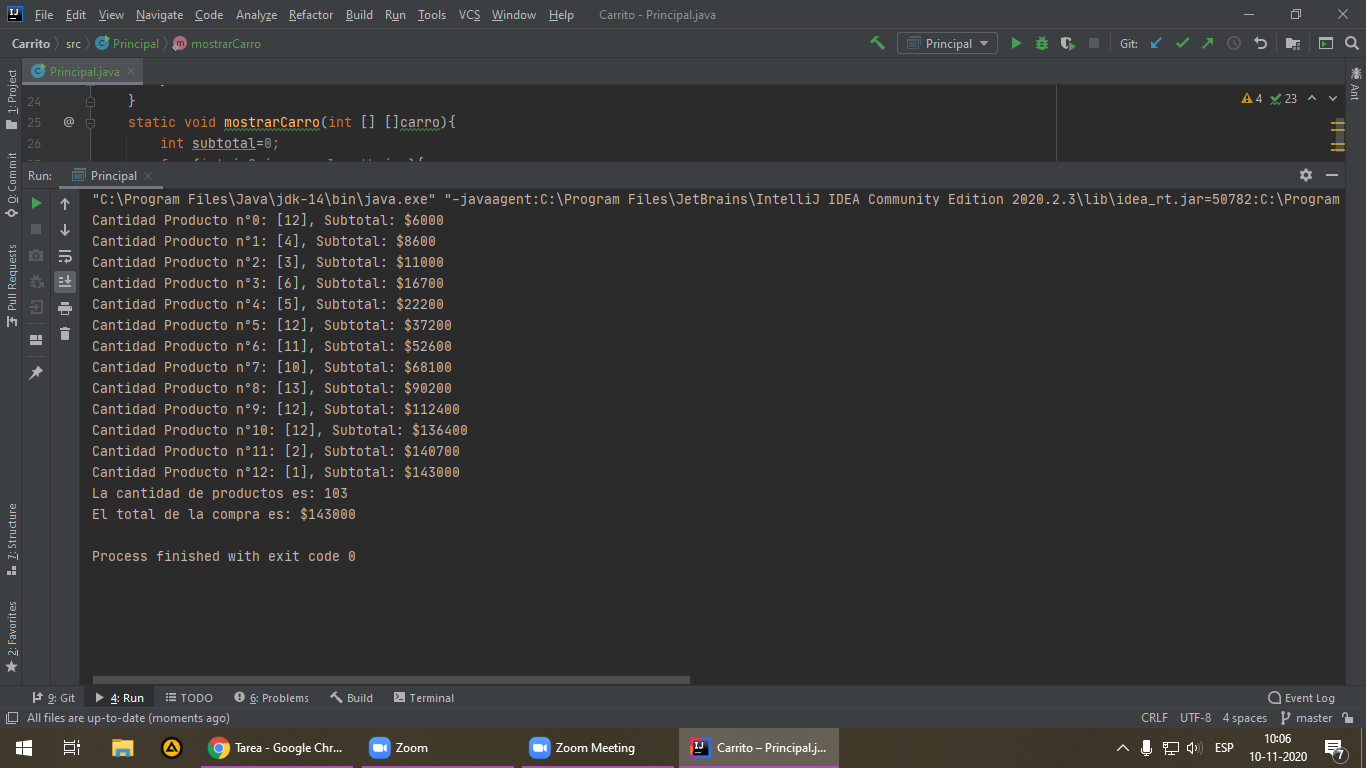 File Edit View Navigate Code Analyze Refactor Build Run Tools VCS Window Help Carrito - Principal.java
Carrito src Principal mostrarCarro Principal Git:
Principal.java
1: Project
0: Commit
Pull Requests
7: Structure
2: Favorites
Ant
24 }
4 23
25 @ static void mostrarCarro(int [] []carro){
26 int subtotal=0;
Run: Principal
"C:\Program Files\Java\jdk-14\bin\java.exe" "-javaagent:C:\Program Files\JetBrains\IntelliJ IDEA Community Edition 2020.2.3\lib\idea_rt.jar=50782:C:\Program
Cantidad Producto n°0: [12], Subtotal: $6000
Cantidad Producto n°1: [4], Subtotal: $8600
Cantidad Producto n°2: [3], Subtotal: $11000
Cantidad Producto n°3: [6], Subtotal: $16700
Cantidad Producto n°4: [5], Subtotal: $22200
Cantidad Producto n°5: [12], Subtotal: $37200
Cantidad Producto n°6: [11], Subtotal: $52600
Cantidad Producto n°7: [10], Subtotal: $68100
Cantidad Producto n°8: [13], Subtotal: $90200
Cantidad Producto n°9: [12], Subtotal: $112400
Cantidad Producto n°10: [12], Subtotal: $136400
Cantidad Producto n°11: [2], Subtotal: $140700
Cantidad Producto n°12: [1], Subtotal: $143000
La cantidad de productos es: 103
El total de la compra es: $143000
Process finished with exit code 0
9: Git 4: Run TODO 6: Problems Build Terminal Event Log
All files are up-to-date (moments ago) CRLF UTF-8 4 spaces master
Tarea - Google Chr... Zoom Zoom Meeting Carrito – Principal.j... ESP 10:06
10-11-2020 7